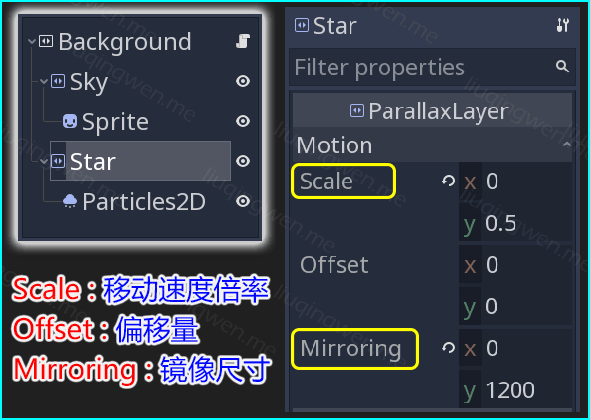 Background
Sky
Sprite
Star
Particles2D
Scale : 移动速度倍率
Offset : 偏移量
Mirroring : 镜像尺寸
Star
Filter properties
ParallaxLayer
Motion
Scale x 0
y 0.5
Offset x 0
y 0
Mirroring x 0
y 1200
liuqingwen.me